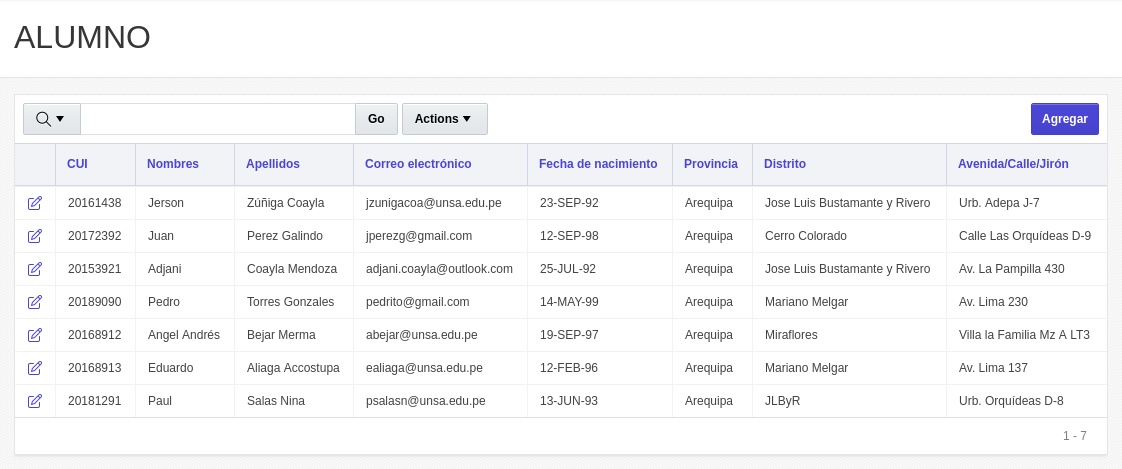 ALUMNO
Go Actions Agregar
CUI Nombres Apellidos Correo electrónico Fecha de nacimiento Provincia Distrito Avenida/Calle/Jirón
20161438 Jerson Zúñiga Coayla jzunigacoa@unsa.edu.pe 23-SEP-92 Arequipa Jose Luis Bustamante y Rivero Urb. Adepa J-7
20172392 Juan Perez Galindo jperezg@gmail.com 12-SEP-98 Arequipa Cerro Colorado Calle Las Orquídeas D-9
20153921 Adjani Coayla Mendoza adjani.coayla@outlook.com 25-JUL-92 Arequipa Jose Luis Bustamante y Rivero Av. La Pampilla 430
20189090 Pedro Torres Gonzales pedrito@gmail.com 14-MAY-99 Arequipa Mariano Melgar Av. Lima 230
20168912 Angel Andrés Bejar Merma abejar@unsa.edu.pe 19-SEP-97 Arequipa Miraflores Villa la Familia Mz A LT3
20168913 Eduardo Aliaga Accostupa ealiaga@unsa.edu.pe 12-FEB-96 Arequipa Mariano Melgar Av. Lima 137
20181291 Paul Salas Nina psalasn@unsa.edu.pe 13-JUN-93 Arequipa JLByR Urb. Orquídeas D-8
1 - 7